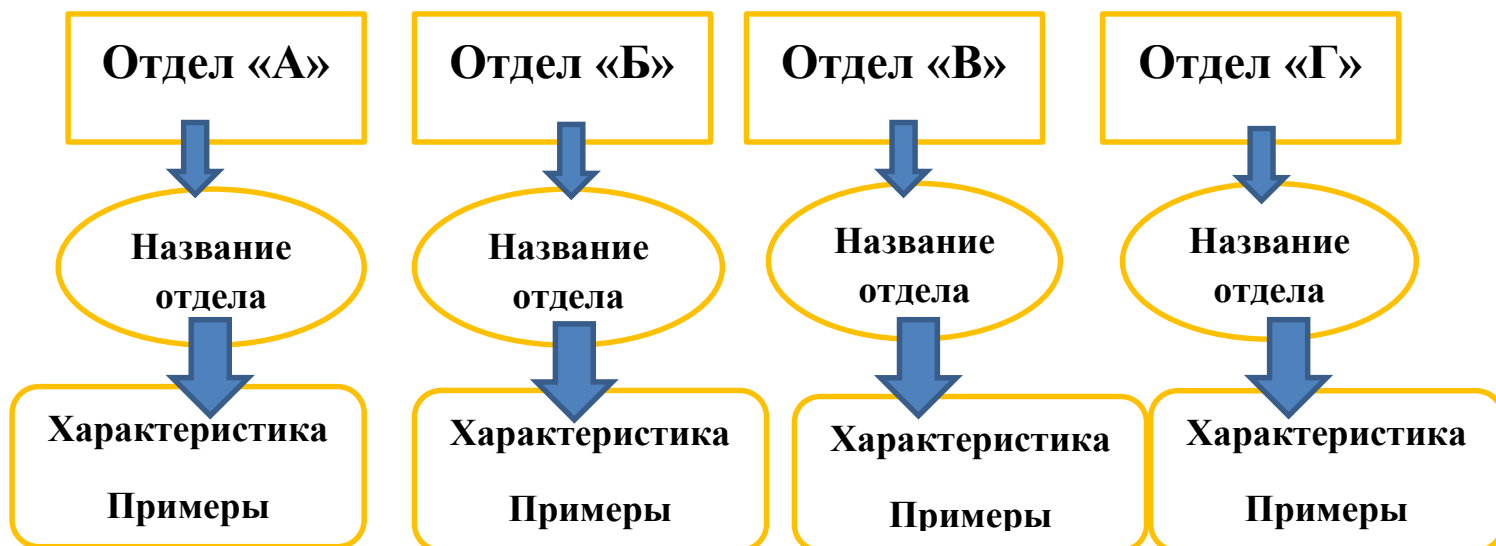 Отдел «А»
Отдел «Б»
Отдел «В»
Отдел «Г»
Название
отдела
Название
отдела
Название
отдела
Название
отдела
Характеристика
Примеры
Характеристика
Примеры
Характеристика
Примеры
Характеристика
Примеры